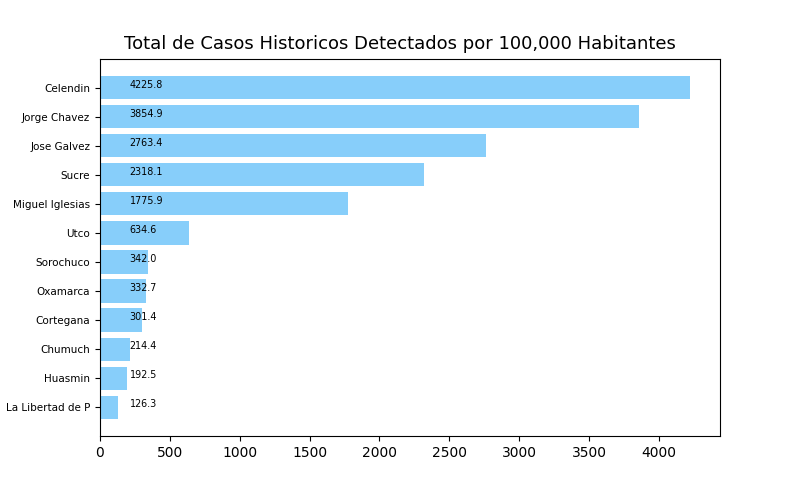 Total de Casos Historicos Detectados por 100,000 Habitantes
Celendin 4225.8
Jorge Chavez 3854.9
Jose Galvez 2763.4
Sucre 2318.1
Miguel Iglesias 1775.9
Utco 634.6
Sorochuco 342.0
Oxamarca 332.7
Cortegana 301.4
Chumuch 214.4
Huasmin 192.5
La Libertad de P 126.3
0 500 1000 1500 2000 2500 3000 3500 4000